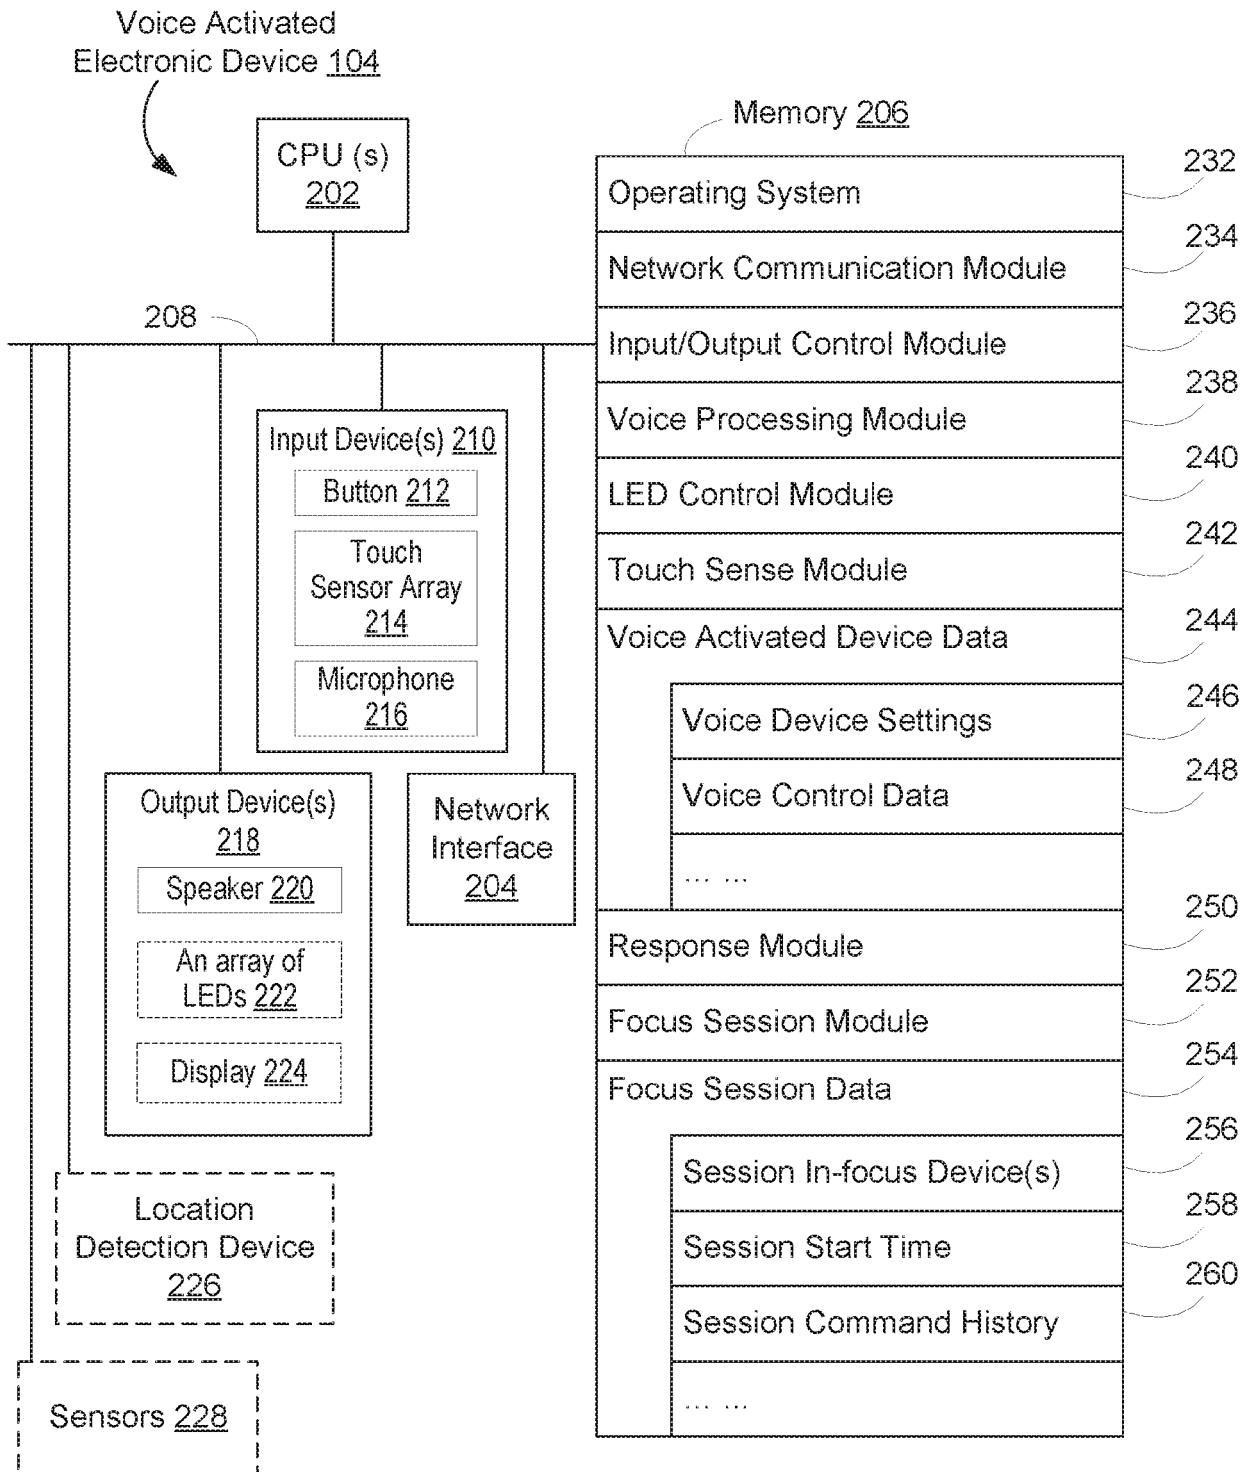 Voice Activated
Electronic Device 104
CPU (s)
202
208
Input Device(s) 210
Button 212
Touch
Sensor Array
214
Microphone
216
Output Device(s)
218
Speaker 220
An array of
LEDs 222
Display 224
Network
Interface
204
Location
Detection Device
226
Sensors 228
Memory 206
Operating System
232
Network Communication Module
234
Input/Output Control Module
236
Voice Processing Module
238
LED Control Module
240
Touch Sense Module
242
Voice Activated Device Data
244
Voice Device Settings
246
Voice Control Data
248
... ...
Response Module
250
Focus Session Module
252
Focus Session Data
254
Session In-focus Device(s)
256
Session Start Time
258
Session Command History
260
... ...